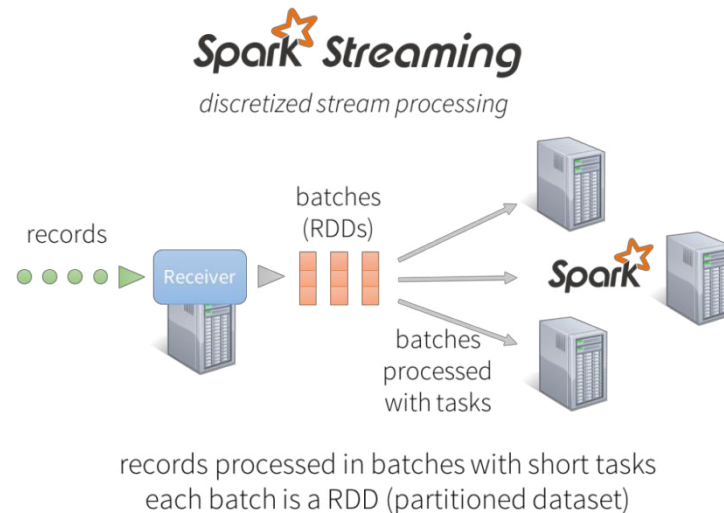 Spark Streaming
discretized stream processing
records
Receiver
batches
(RDDs)
Spark
batches
processed
with tasks
records processed in batches with short tasks
each batch is a RDD (partitioned dataset)